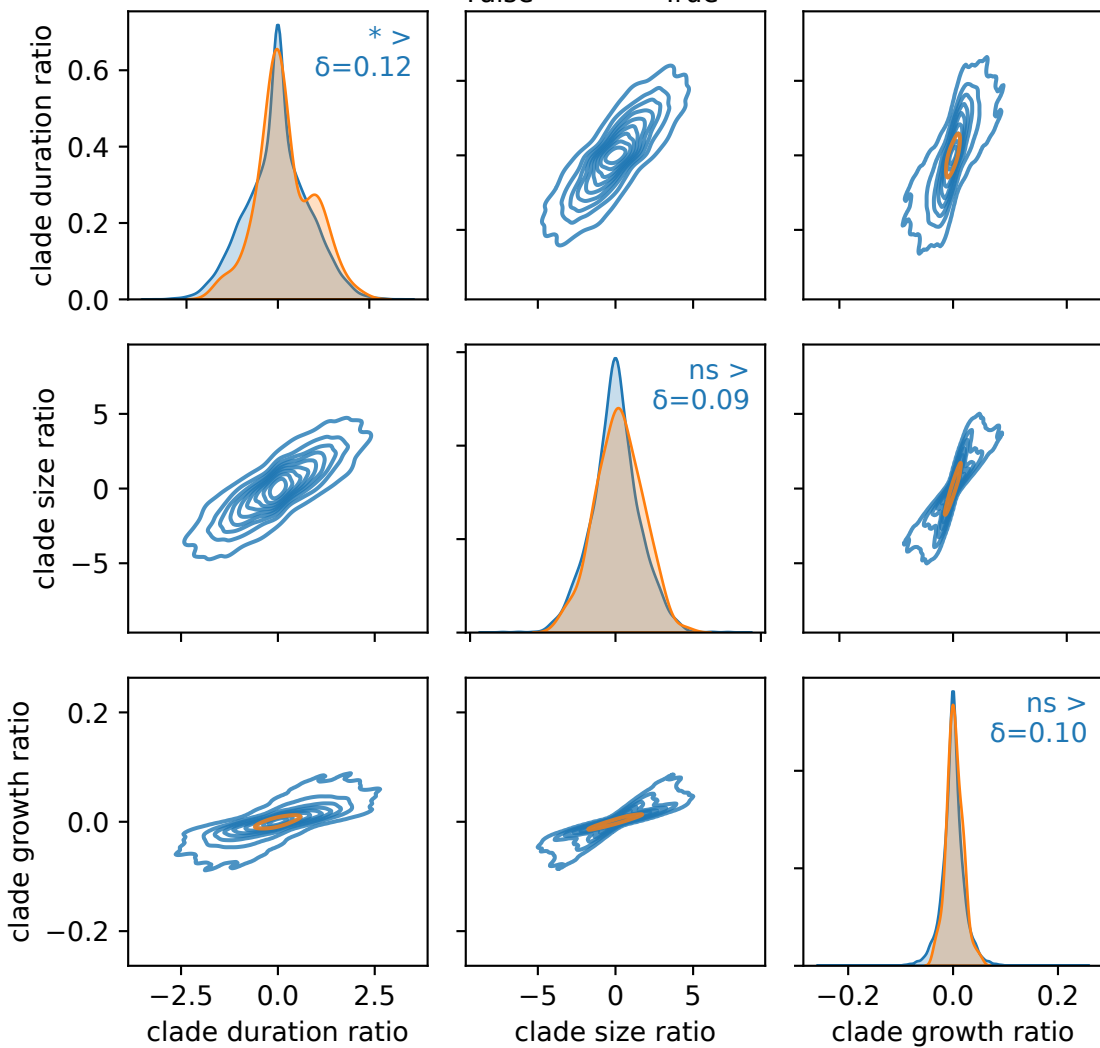 clade duration ratio
0.6
0.4
0.2
0.0
* >
δ=0.12
clade size ratio
5
0
−5
ns >
δ=0.09
clade growth ratio
0.2
0.0
−0.2
ns >
δ=0.10
−2.5 0.0 2.5
clade duration ratio
−5 0 5
clade size ratio
−0.2 0.0 0.2
clade growth ratio